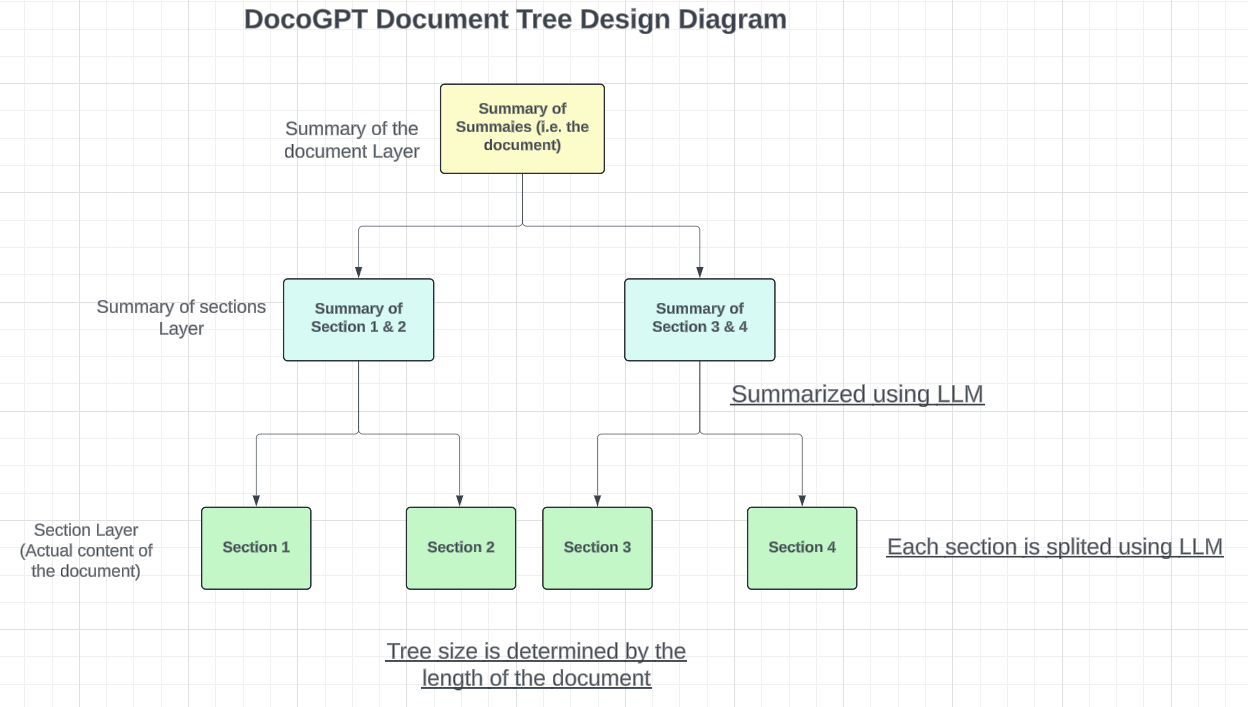 DocoGPT Document Tree Design Diagram
Summary of
Summaies (i.e. the
document)
Summary of the
document Layer
Summary of sections
Layer
Summary of
Section 1 & 2
Summary of
Section 3 & 4
Summarized using LLM
Section Layer
(Actual content of
the document)
Section 1
Section 2
Section 3
Section 4
Each section is splited using LLM
Tree size is determined by the
length of the document